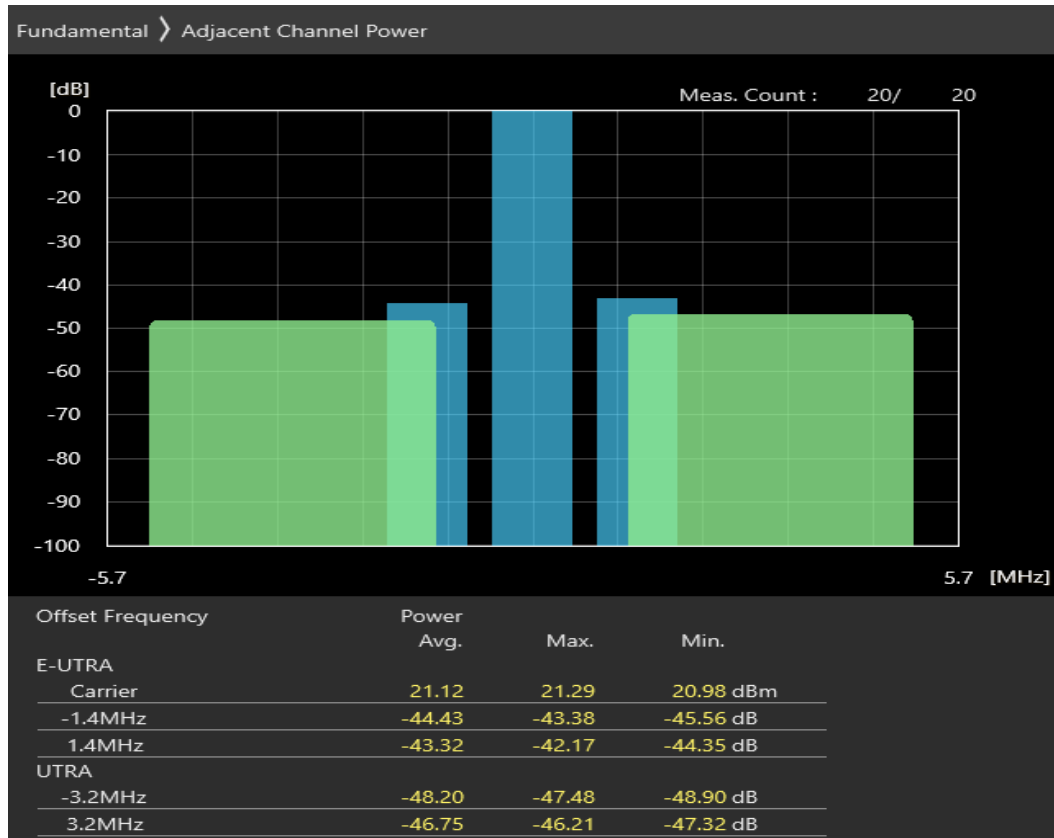 Fundamental 〉 Adjacent Channel Power
[dB]
Meas. Count : 20/ 20
0
-10
-20
-30
-40
-50
-60
-70
-80
-90
-100
-5.7 5.7 [MHz]
Offset Frequency Power
Avg. Max. Min.
E-UTRA
Carrier 21.12 21.29 20.98 dBm
-1.4MHz -44.43 -43.38 -45.56 dB
1.4MHz -43.32 -42.17 -44.35 dB
UTRA
-3.2MHz -48.20 -47.48 -48.90 dB
3.2MHz -46.75 -46.21 -47.32 dB